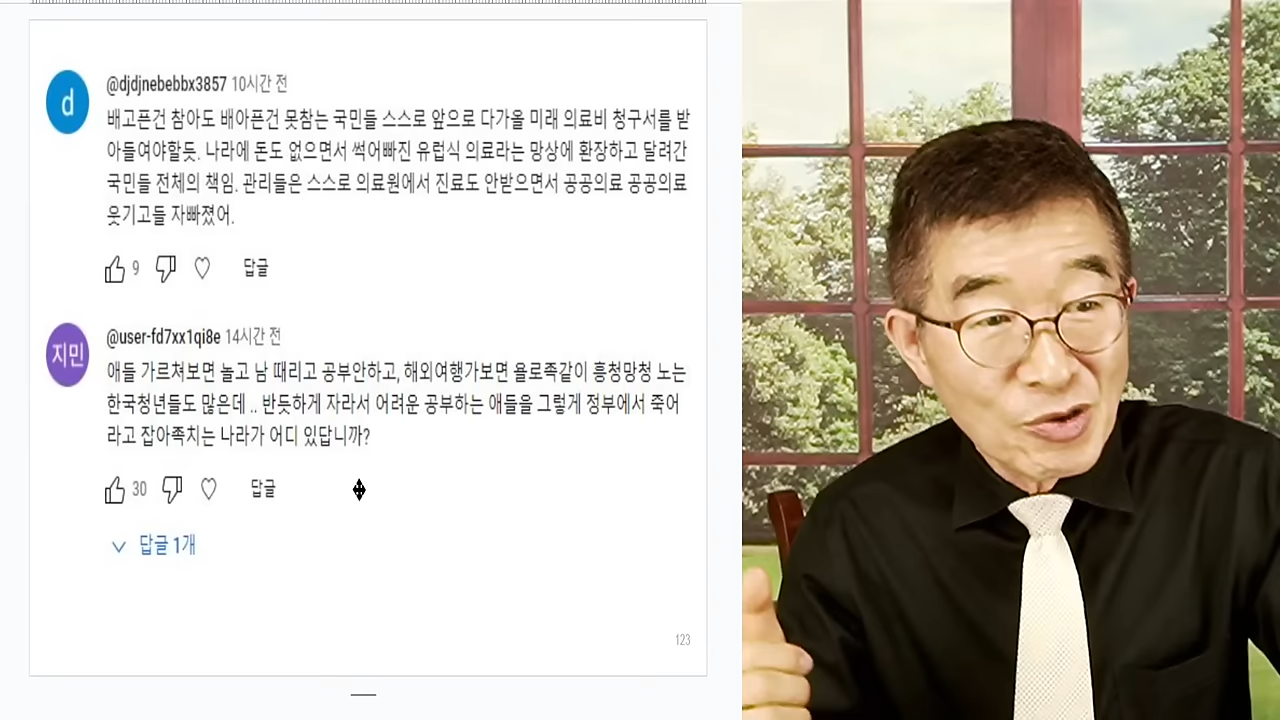 d
@djdjnebebbx3857 10시간 전
배고픈건 참아도 배아픈건 못참는 국민들 스스로 앞으로 다가올 미래 의료비 청구서를 받
아들여야할듯. 나라에 돈도 없으면서 썩어빠진 유럽식 의료라는 망상에 환장하고 달려간
국민들 전체의 책임. 관리들은 스스로 의료원에서 진료도 안받으면서 공공의료 공공의료
웃기고들 자빠졌어.
9 답글
지민
@user-fd7xx1qi8e 14시간 전
애들 가르쳐보면 놀고 남 때리고 공부안하고, 해외여행가보면 욜로족같이 흥청망청 노는
한국청년들도 많은데 .. 반듯하게 자라서 어려운 공부하는 애들을 그렇게 정부에서 죽어
라고 잡아족치는 나라가 어디 있답니까?
30 답글
답글 1개
123